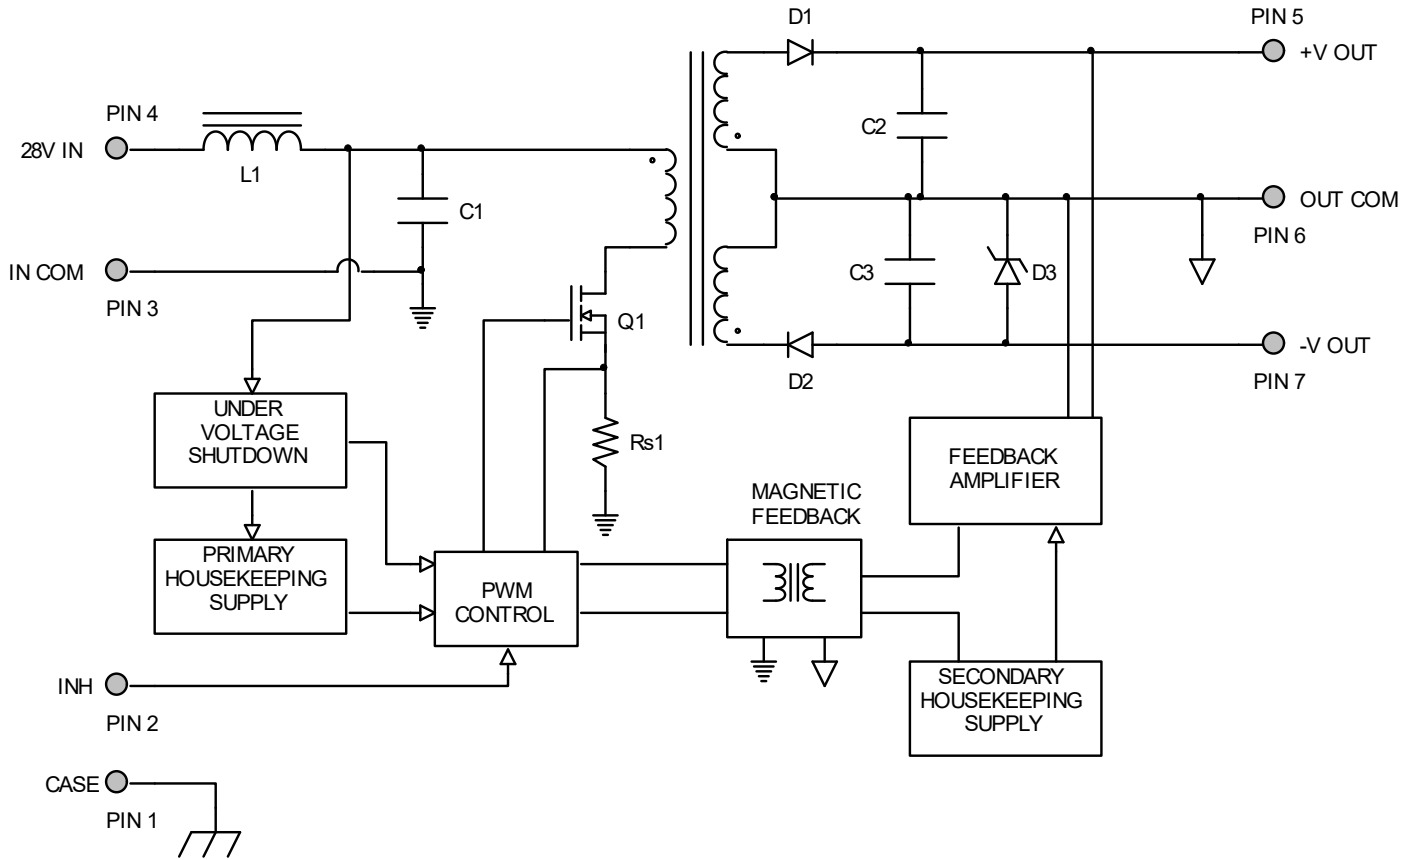 D1
PIN 5
+V OUT
PIN 4
28V IN
L1
C2
C1
OUT COM
PIN 6
IN COM
PIN 3
C3
D3
Q1
-V OUT
D2
PIN 7
UNDER
VOLTAGE
SHUTDOWN
Rs1
FEEDBACK
AMPLIFIER
MAGNETIC
FEEDBACK
PRIMARY
HOUSEKEEPING
SUPPLY
PWM
CONTROL
INH
PIN 2
SECONDARY
HOUSEKEEPING
SUPPLY
CASE
PIN 1